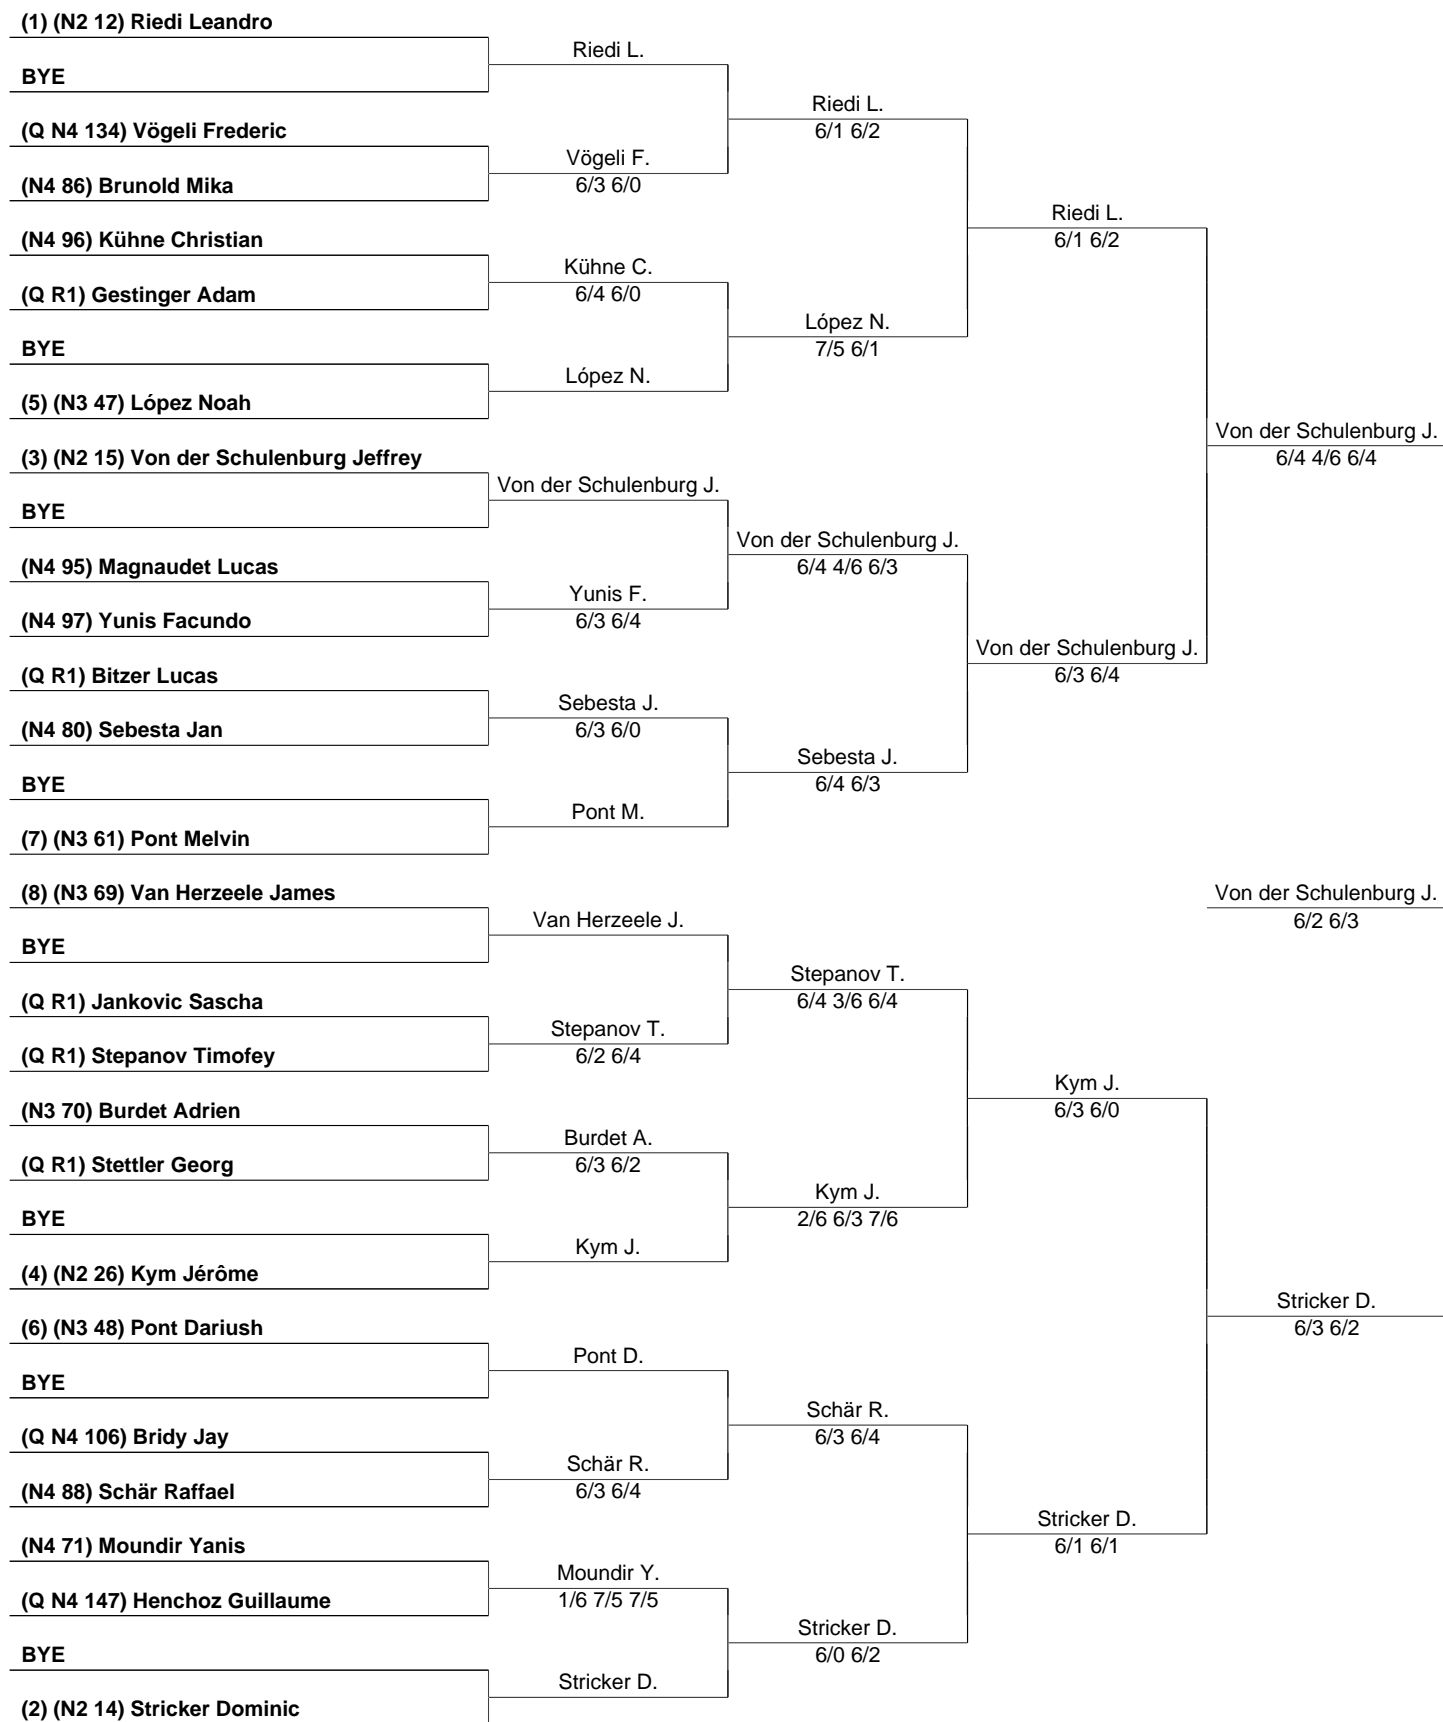 (1) (N2 12) Riedi Leandro
BYE
(Q N4 134) Vögeli Frederic
(N4 86) Brunold Mika
(N4 96) Kühne Christian
(Q R1) Gestinger Adam
BYE
(5) (N3 47) López Noah
(3) (N2 15) Von der Schulenburg Jeffrey
BYE
(N4 95) Magnaudet Lucas
(N4 97) Yunis Facundo
(Q R1) Bitzer Lucas
(N4 80) Sebesta Jan
BYE
(7) (N3 61) Pont Melvin
(8) (N3 69) Van Herzeele James
BYE
(Q R1) Jankovic Sascha
(Q R1) Stepanov Timofey
(N3 70) Burdet Adrien
(Q R1) Stettler Georg
BYE
(4) (N2 26) Kym Jérôme
(6) (N3 48) Pont Dariush
BYE
(Q N4 106) Bridy Jay
(N4 88) Schär Raffael
(N4 71) Moundir Yanis
(Q N4 147) Henchoz Guillaume
BYE
(2) (N2 14) Stricker Dominic
Riedi L.
Vögeli F.
6/3 6/0
Kühne C.
6/4 6/0
López N.
Von der Schulenburg J.
Yunis F.
6/3 6/4
Sebesta J.
6/3 6/0
Pont M.
Van Herzeele J.
Stepanov T.
6/2 6/4
Burdet A.
6/3 6/2
Kym J.
Pont D.
Schär R.
6/3 6/4
Moundir Y.
1/6 7/5 7/5
Stricker D.
Riedi L.
6/1 6/2
López N.
7/5 6/1
Von der Schulenburg J.
6/4 4/6 6/3
Sebesta J.
6/4 6/3
Stepanov T.
6/4 3/6 6/4
Kym J.
2/6 6/3 7/6
Schär R.
6/3 6/4
Stricker D.
6/0 6/2
Riedi L.
6/1 6/2
Von der Schulenburg J.
6/3 6/4
Kym J.
6/3 6/0
Stricker D.
6/1 6/1
Von der Schulenburg J.
6/4 4/6 6/4
Von der Schulenburg J.
6/2 6/3
Stricker D.
6/3 6/2